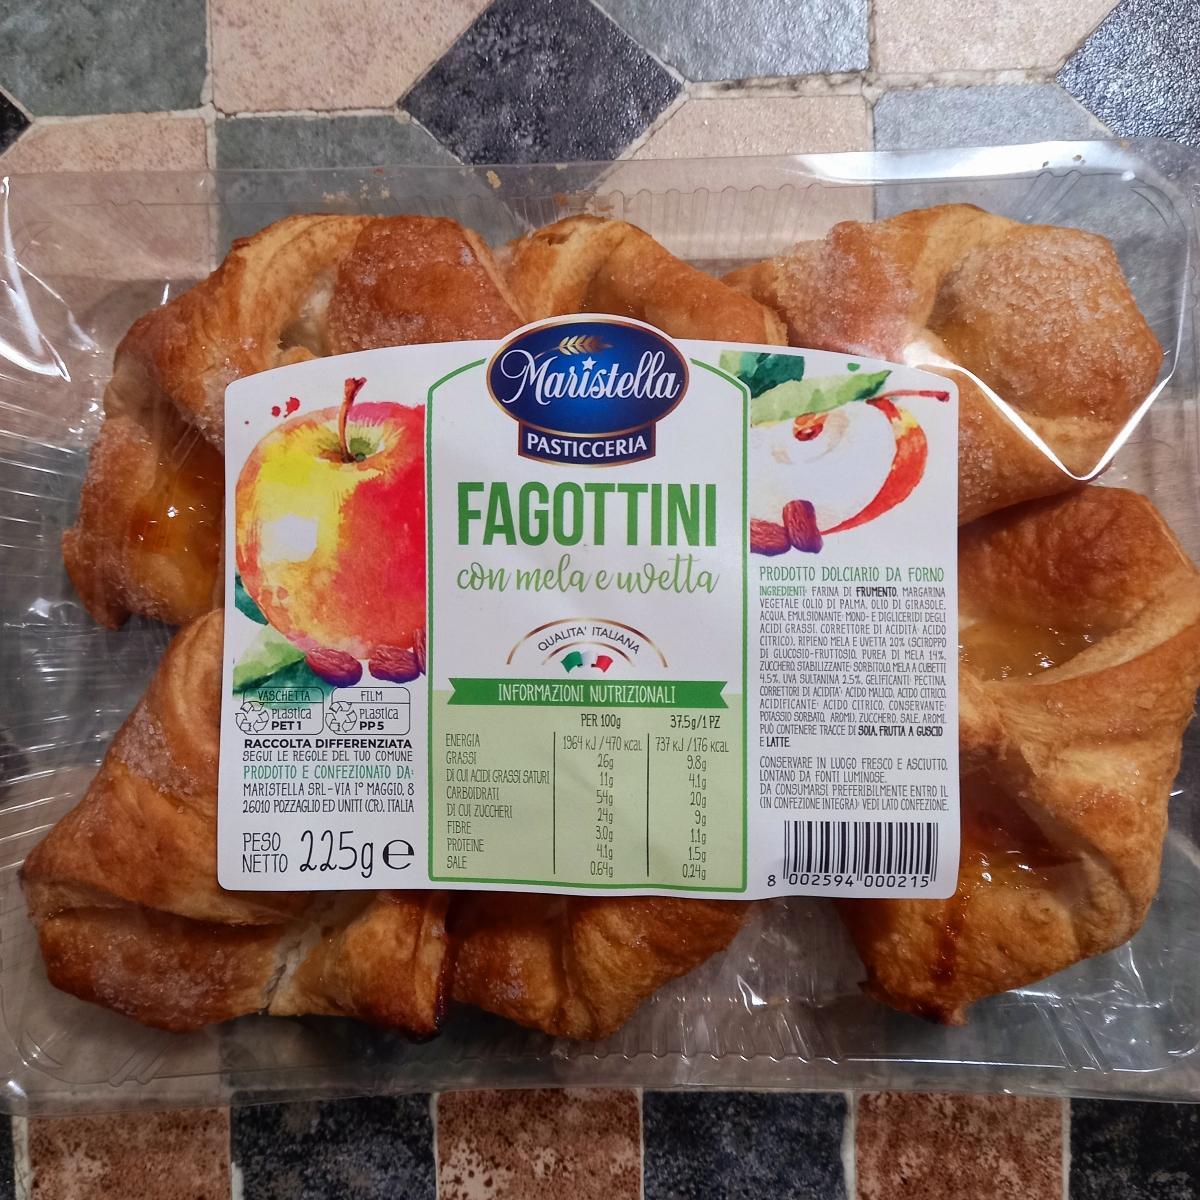 Maristella
PASTICCERIA
FAGOTTINI
con mela e uvetta
QUALITA' ITALIANA
INFORMAZIONI NUTRIZIONALI
PER 100g 37.5g/1 PZ
ENERGIA 1964 kJ / 470 kcal 737 kJ / 176 kcal
GRASSI 26g 9.8g
DI CUI ACIDI GRASSI SATURI 11g 4.1g
CARBOIDRATI 54g 20g
DI CUI ZUCCHERI 24g 9g
FIBRE 3.0g 1.1g
PROTEINE 4.1g 1.5g
SALE 0.64g 0.24g
VASCHETTA
PLASTICA
PET 1
FILM
PLASTICA
PP 5
RACCOLTA DIFFERENZIATA
SEGUI LE REGOLE DEL TUO COMUNE
PRODOTTO E CONFEZIONATO DA:
MARISTELLA SRL - VIA I° MAGGIO, 8
26010 POZZAGLIO ED UNITI (CR), ITALIA
PESO
NETTO 225g e
PRODOTTO DOLCIARIO DA FORNO
INGREDIENTI: FARINA DI FRUMENTO, MARGARINA
VEGETALE (OLIO DI PALMA, OLIO DI GIRASOLE,
ACQUA, EMULSIONANTE: MONO- E DIGLICERIDI DEGLI
ACIDI GRASSI, CORRETTORE DI ACIDITÀ: ACIDO
CITRICO), RIPIENO MELA E UVETTA 20% (SCIROPPO
DI GLUCOSIO-FRUTTOSIO, PUREA DI MELA 14%,
ZUCCHERO, STABILIZZANTE: SORBITOLO, MELA A CUBETTI
4.5%, UVA SULTANINA 2.5%, GELIFICANTI: PECTINA,
CORRETTORI DI ACIDITA': ACIDO MALICO, ACIDO CITRICO,
ACIDIFICANTE: ACIDO CITRICO, CONSERVANTE:
POTASSIO SORBATO, AROMI), ZUCCHERO, SALE, AROMI.
PUÒ CONTENERE TRACCE DI SOIA, FRUTTA A GUSCIO
E LATTE.
CONSERVARE IN LUOGO FRESCO E ASCIUTTO,
LONTANO DA FONTI LUMINOSE.
DA CONSUMARSI PREFERIBILMENTE ENTRO IL
(IN CONFEZIONE INTEGRA): VEDI LATO CONFEZIONE.
8 002594 000215